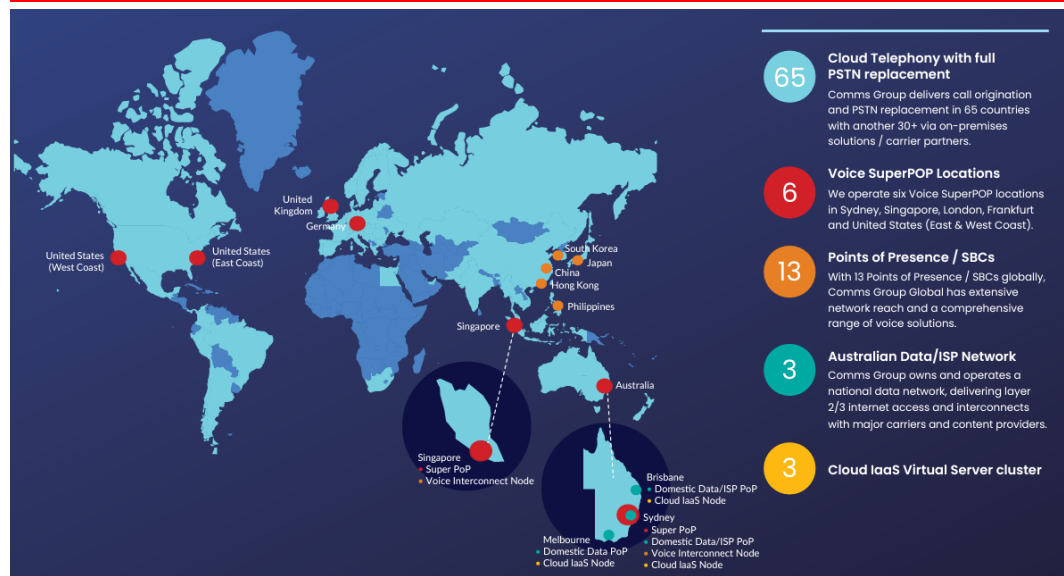 65
Cloud Telephony with full
PSTN replacement
Comms Group delivers call origination
and PSTN replacement in 65 countries
with another 30+ via on-premises
solutions / carrier partners.
6
Voice SuperPOP Locations
We operate six Voice SuperPOP locations
in Sydney, Singapore, London, Frankfurt
and United States (East & West Coast).
13
Points of Presence / SBCs
With 13 Points of Presence / SBCs globally,
Comms Group Global has extensive
network reach and a comprehensive
range of voice solutions.
3
Australian Data/ISP Network
Comms Group owns and operates a
national data network, delivering layer
2/3 internet access and interconnects
with major carriers and content providers.
3
Cloud IaaS Virtual Server cluster
United
Kingdom
Germany
United States
(West Coast)
United States
(East Coast)
South Korea
Japan
China
Hong Kong
Philippines
Singapore
Australia
Singapore
• Super PoP
• Voice Interconnect Node
Brisbane
• Domestic Data/ISP PoP
• Cloud IaaS Node
Sydney
• Super PoP
• Domestic Data/ISP PoP
• Voice Interconnect Node
• Cloud IaaS Node
Melbourne
• Domestic Data PoP
• Cloud IaaS Node